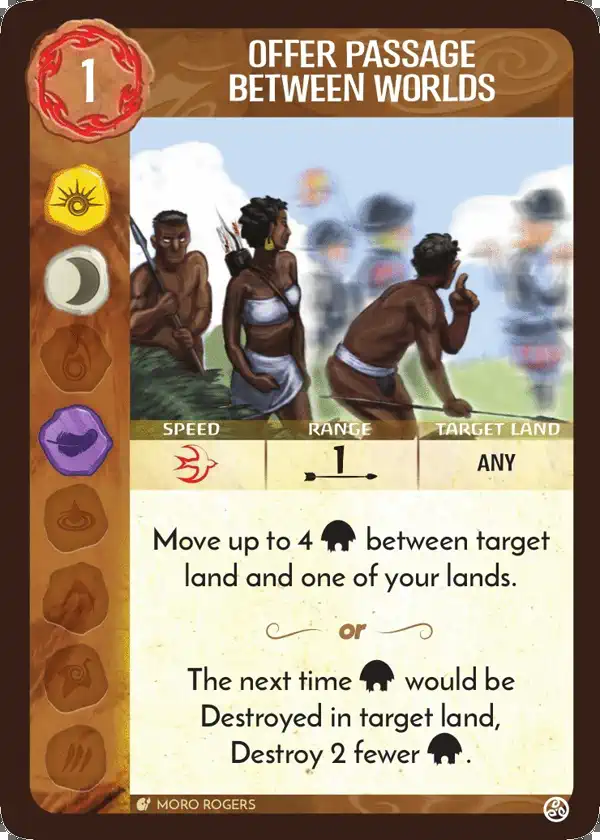 1
OFFER PASSAGE
BETWEEN WORLDS
SPEED RANGE TARGET LAND
1 ANY
Move up to 4 between target
land and one of your lands.
or
The next time would be
Destroyed in target land,
Destroy 2 fewer .
MORO ROGERS